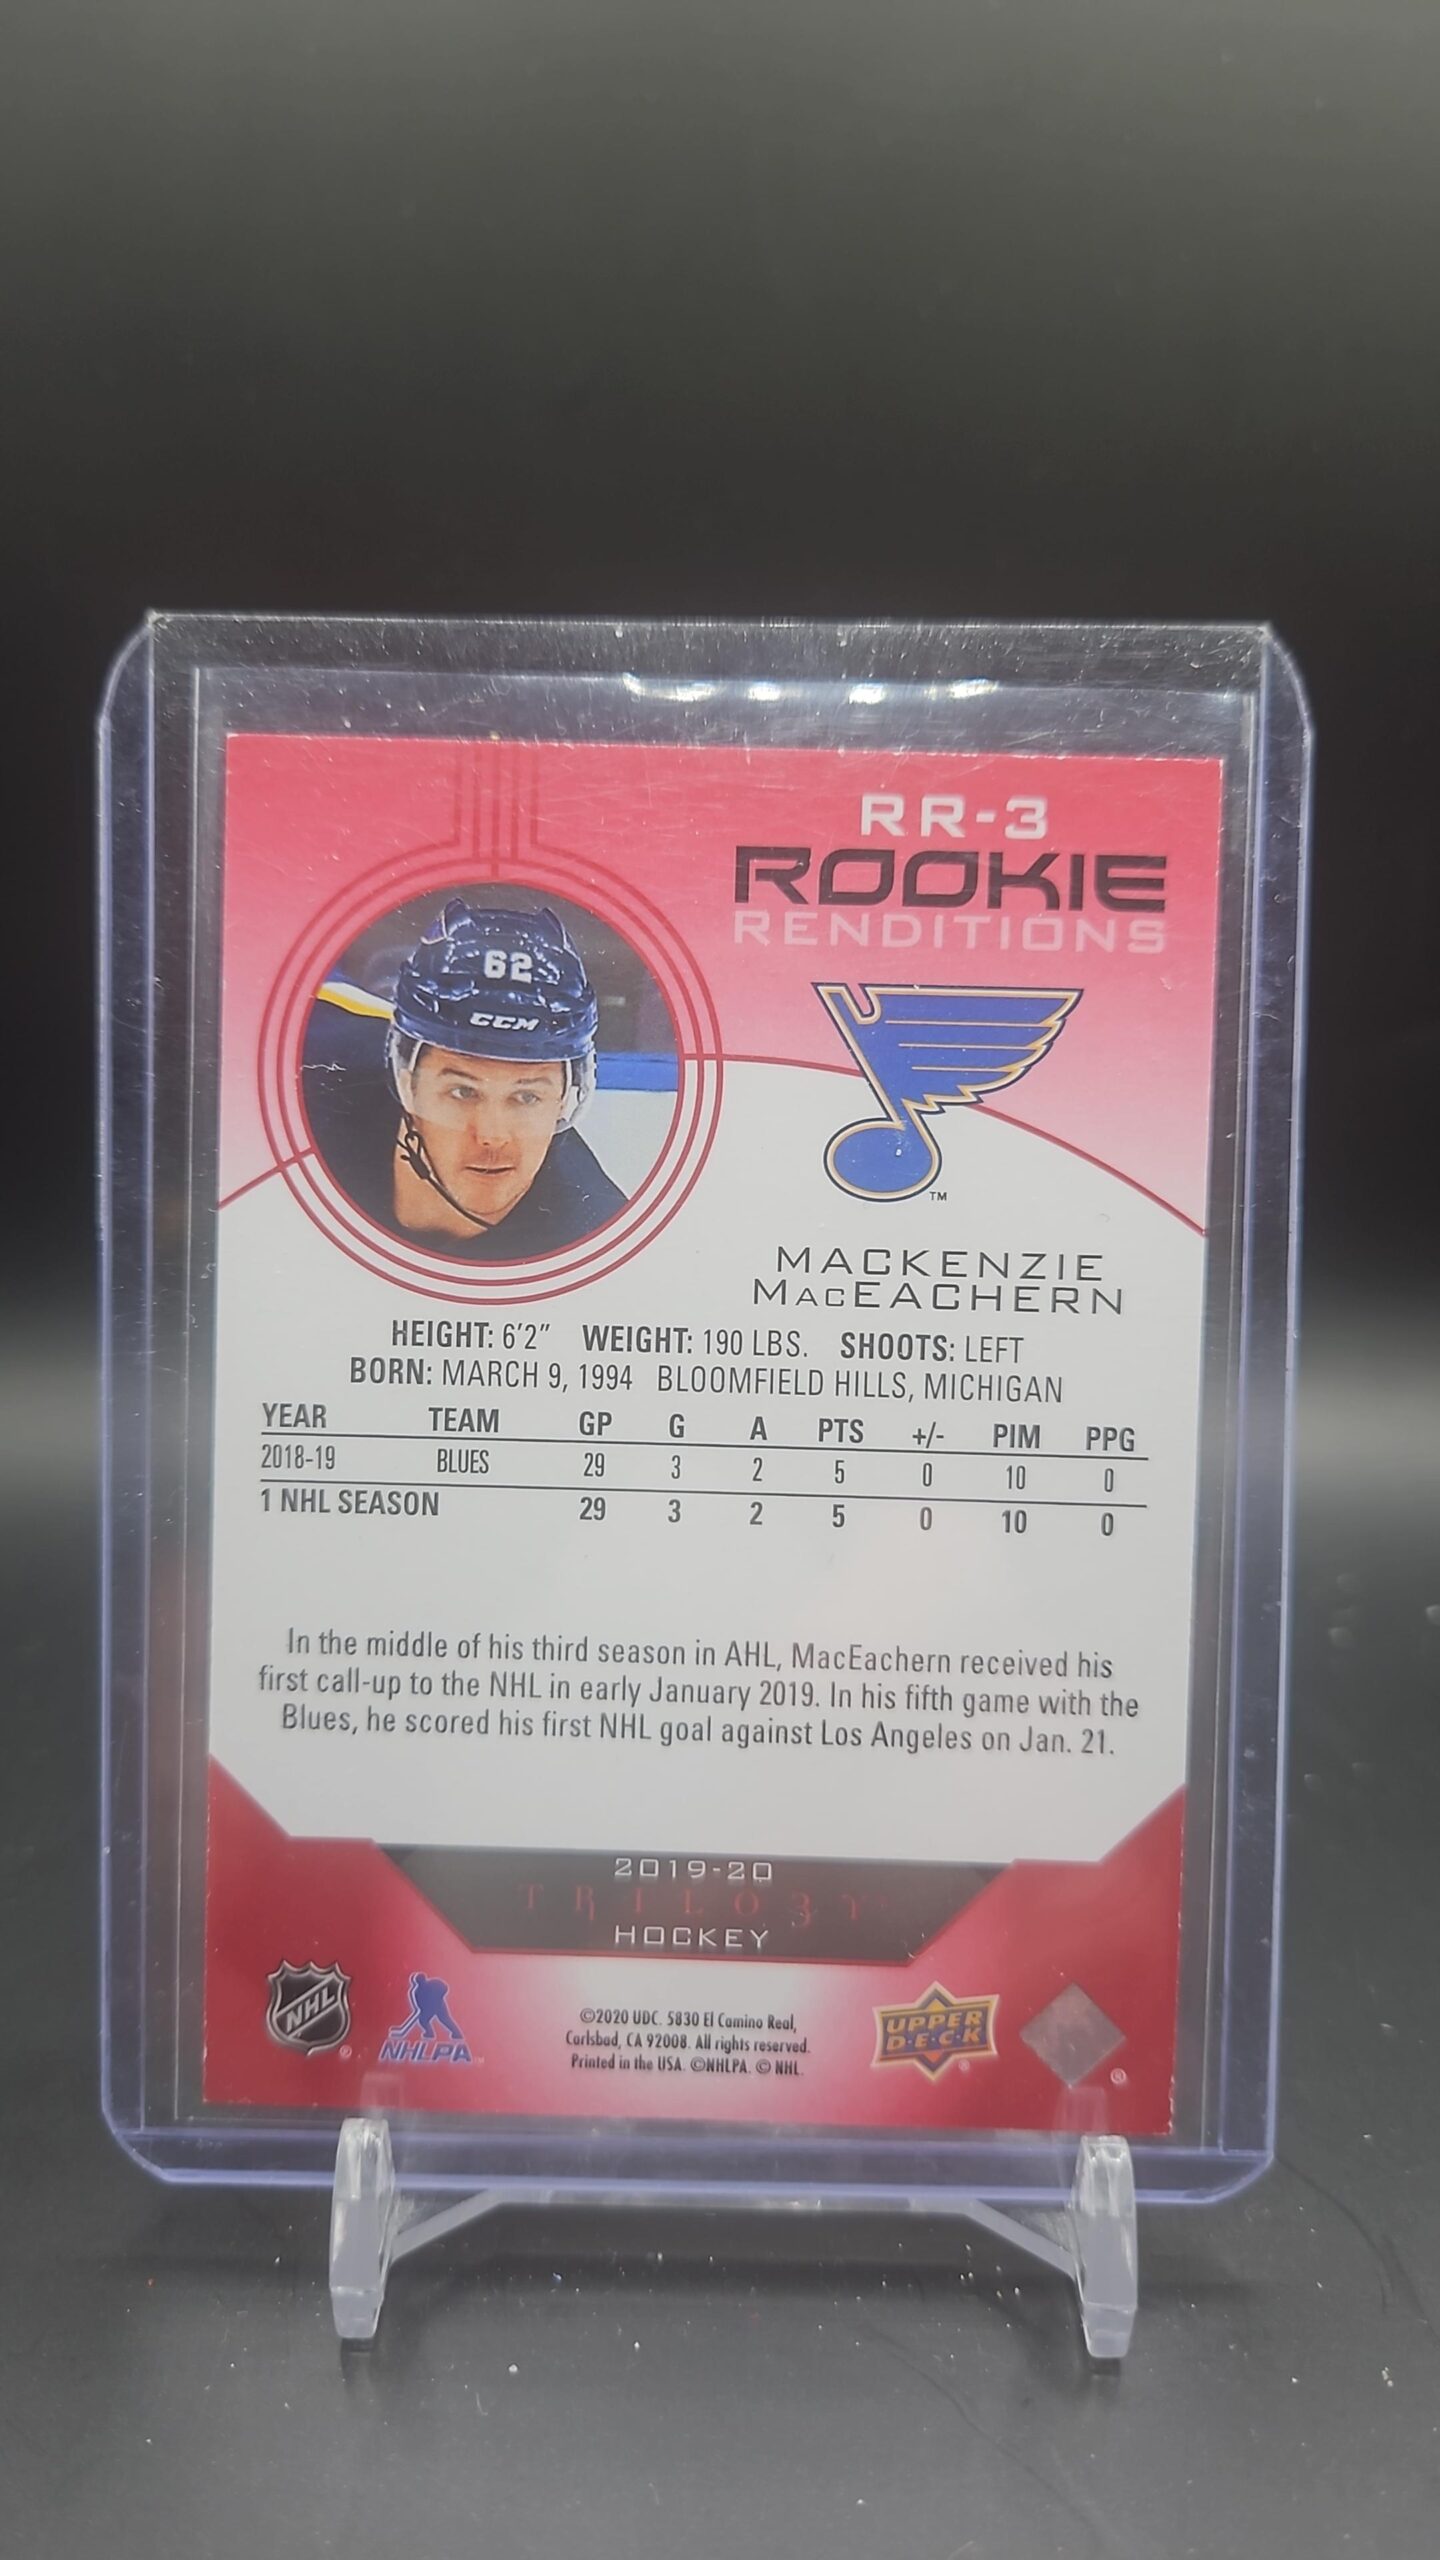 RR-3
ROOKIE
RENDITIONS
62
CCM
TM
MACKENZIE
MACEACHERN
HEIGHT: 6'2" WEIGHT: 190 LBS. SHOOTS: LEFT
BORN: MARCH 9, 1994 BLOOMFIELD HILLS, MICHIGAN
YEAR TEAM GP G A PTS +/- PIM PPG
2018-19 BLUES 29 3 2 5 0 10 0
1 NHL SEASON 29 3 2 5 0 10 0
In the middle of his third season in AHL, MacEachern received his
first call-up to the NHL in early January 2019. In his fifth game with the
Blues, he scored his first NHL goal against Los Angeles on Jan. 21.
2019-20
TRILOGY
HOCKEY
NHL ®
NHLPA
©2020 UDC. 5830 El Camino Real,
Carlsbad, CA 92008. All rights reserved.
Printed in the USA. ©NHLPA. © NHL.
UPPER
D·E·C·K
®
®